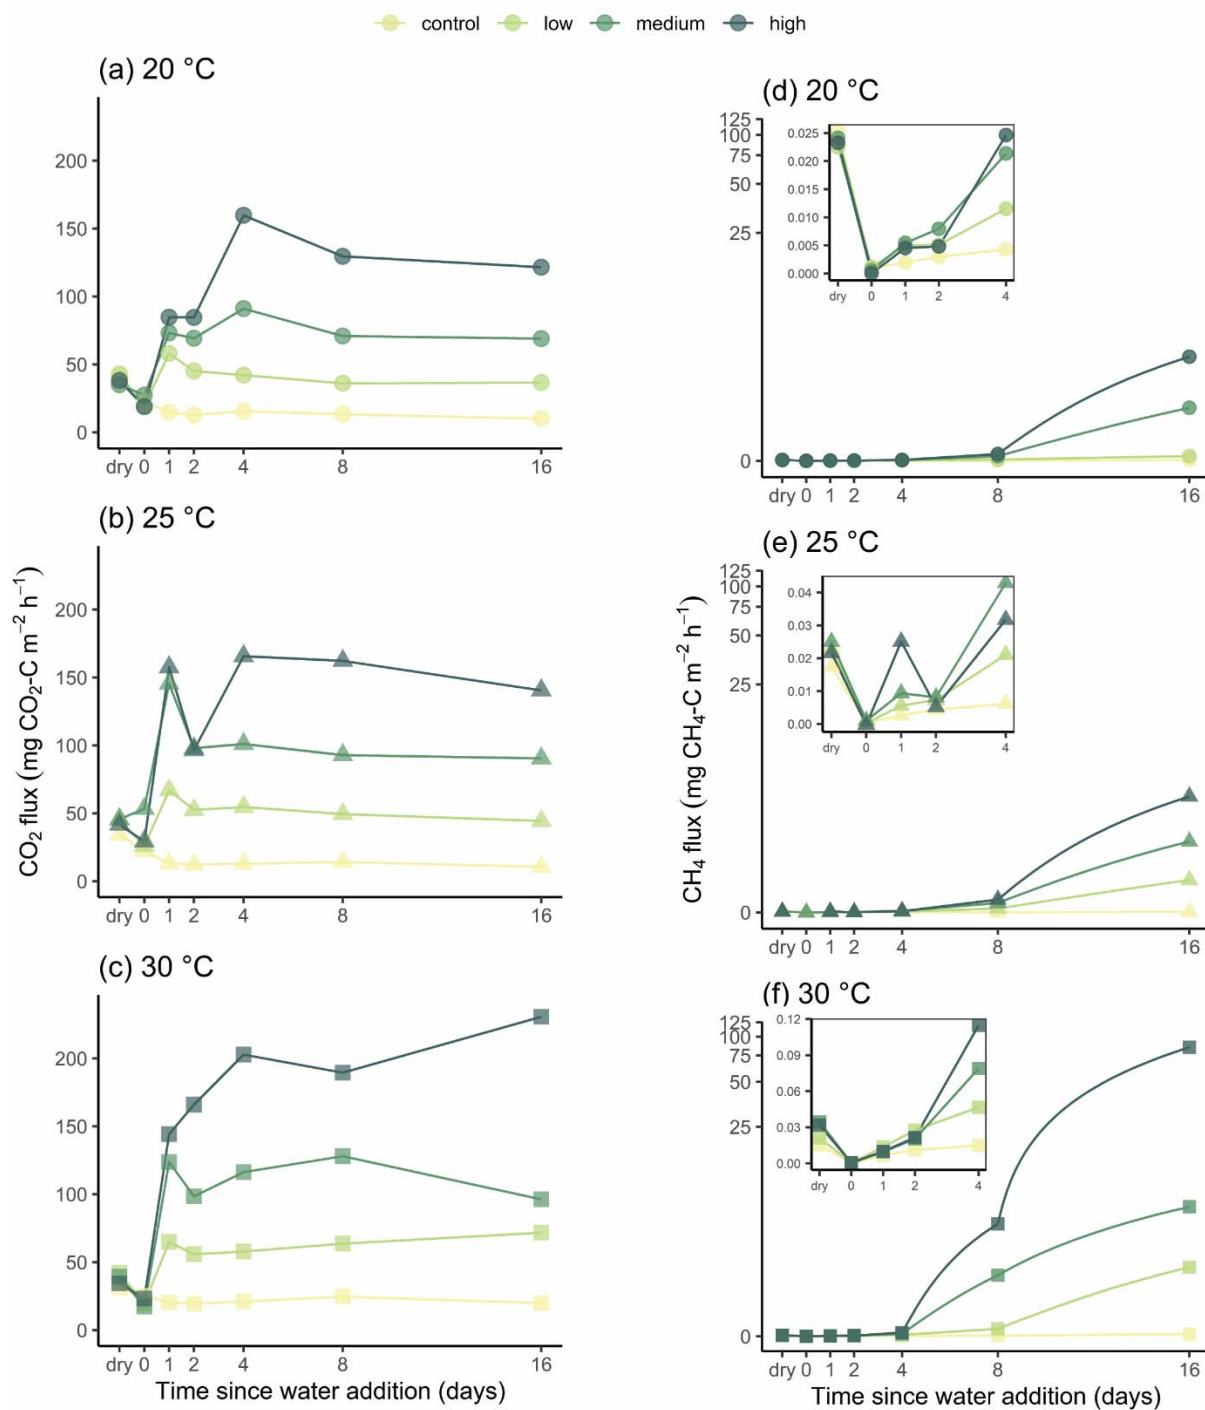 control low medium high
(a) 20 °C
200
150
100
50
0
dry 0 1 2 4 8 16
(b) 25 °C
200
150
100
50
0
dry 0 1 2 4 8 16
(c) 30 °C
200
150
100
50
0
dry 0 1 2 4 8 16
Time since water addition (days)
CO₂ flux (mg CO₂-C m⁻² h⁻¹)
(d) 20 °C
125
100
75
50
25
0
0.025
0.020
0.015
0.010
0.005
0.000
dry 0 1 2 4
dry 0 1 2 4 8 16
(e) 25 °C
125
100
75
50
25
0
0.04
0.03
0.02
0.01
0.00
dry 0 1 2 4
dry 0 1 2 4 8 16
(f) 30 °C
125
100
75
50
25
0
0.12
0.09
0.06
0.03
0.00
dry 0 1 2 4
dry 0 1 2 4 8 16
Time since water addition (days)
CH₄ flux (mg CH₄-C m⁻² h⁻¹)